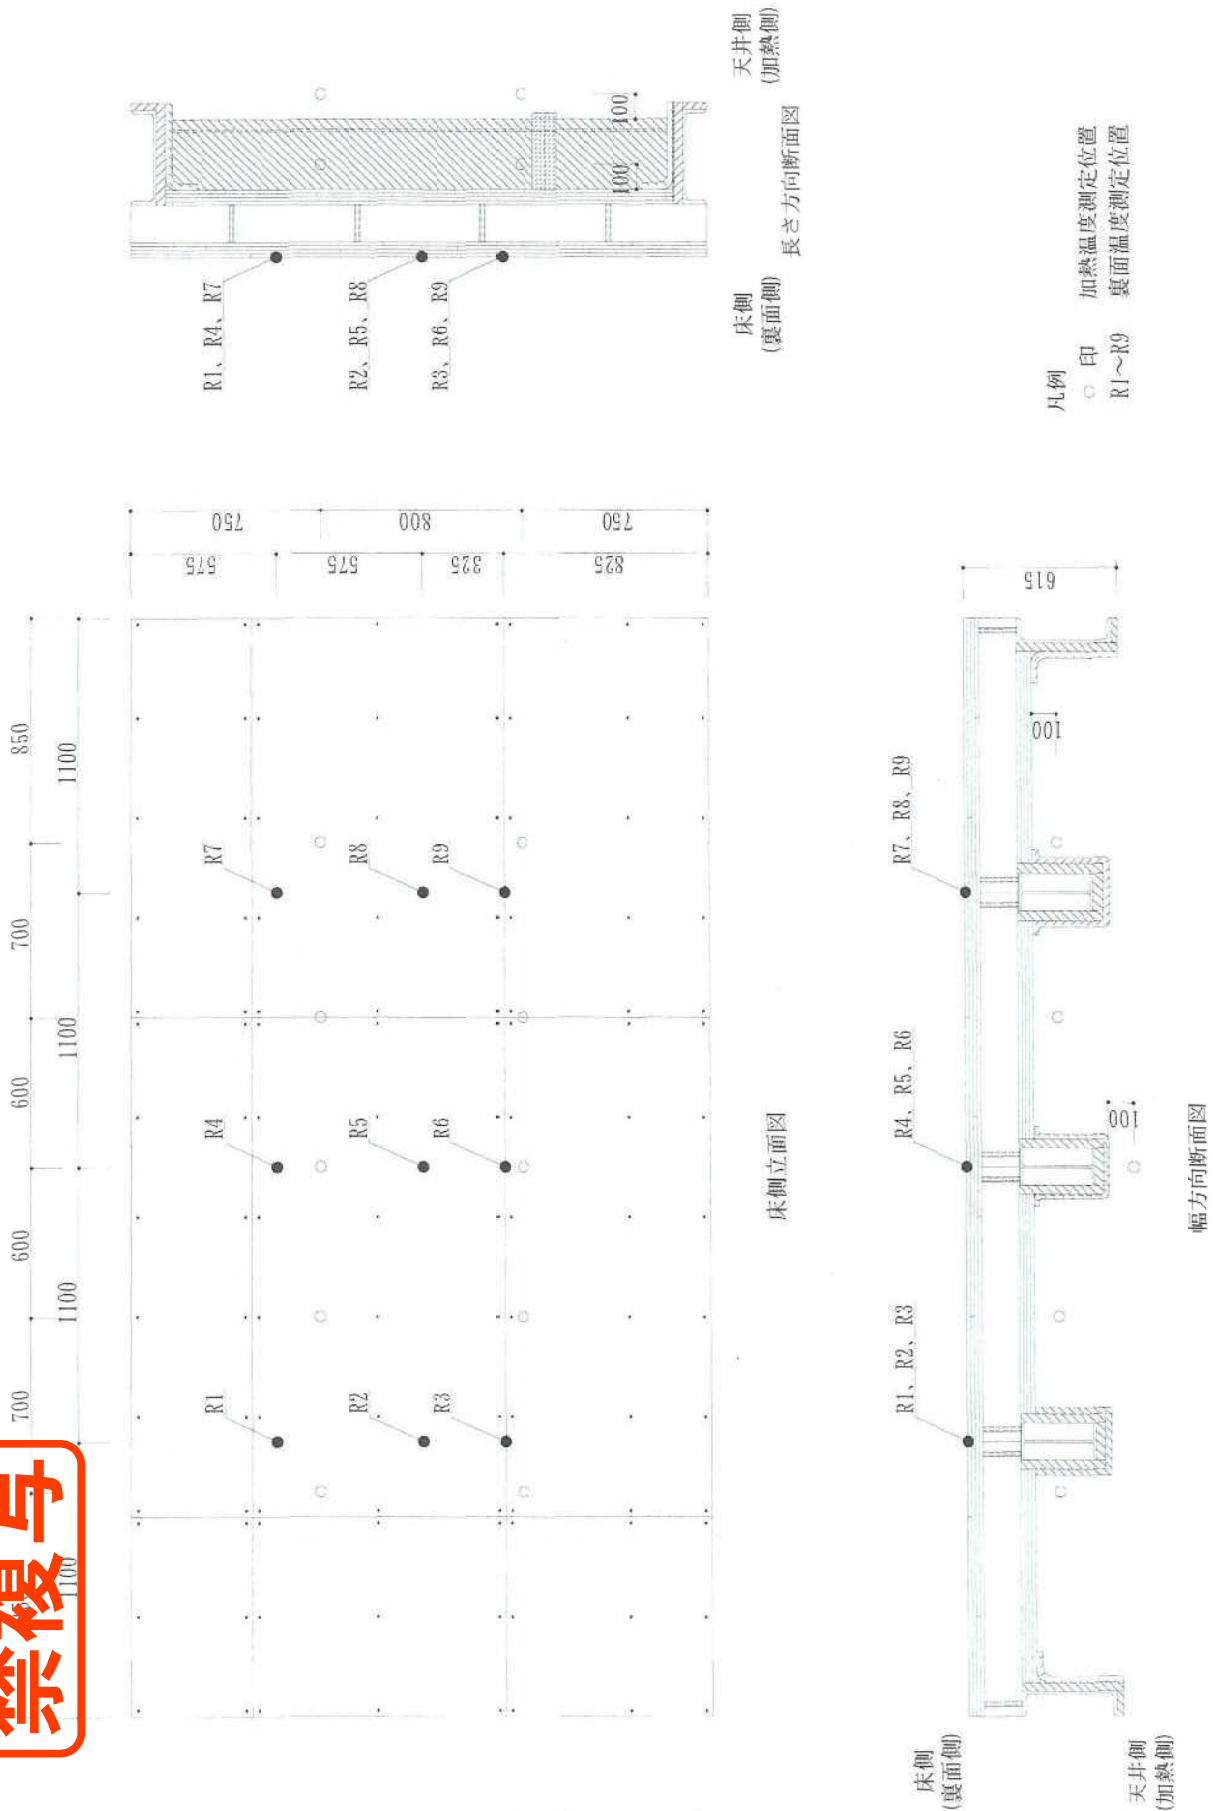 850
700
600
600
700
1100
1100
1100
1100
750
800
750
575
575
325
825
R7
R8
R9
R4
R5
R6
R1
R2
R3
床側立面図
R1、R4、R7
R2、R5、R8
R3、R6、R9
100
100
床側
(裏面側)
天井側
(加熱側)
長さ方向断面図
凡例
○ 印 加熱温度測定位置
R1～R9 裏面温度測定位置
615
R7、R8、R9
R4、R5、R6
R1、R2、R3
100
100
床側
(裏面側)
天井側
(加熱側)
幅方向断面図
禁複写